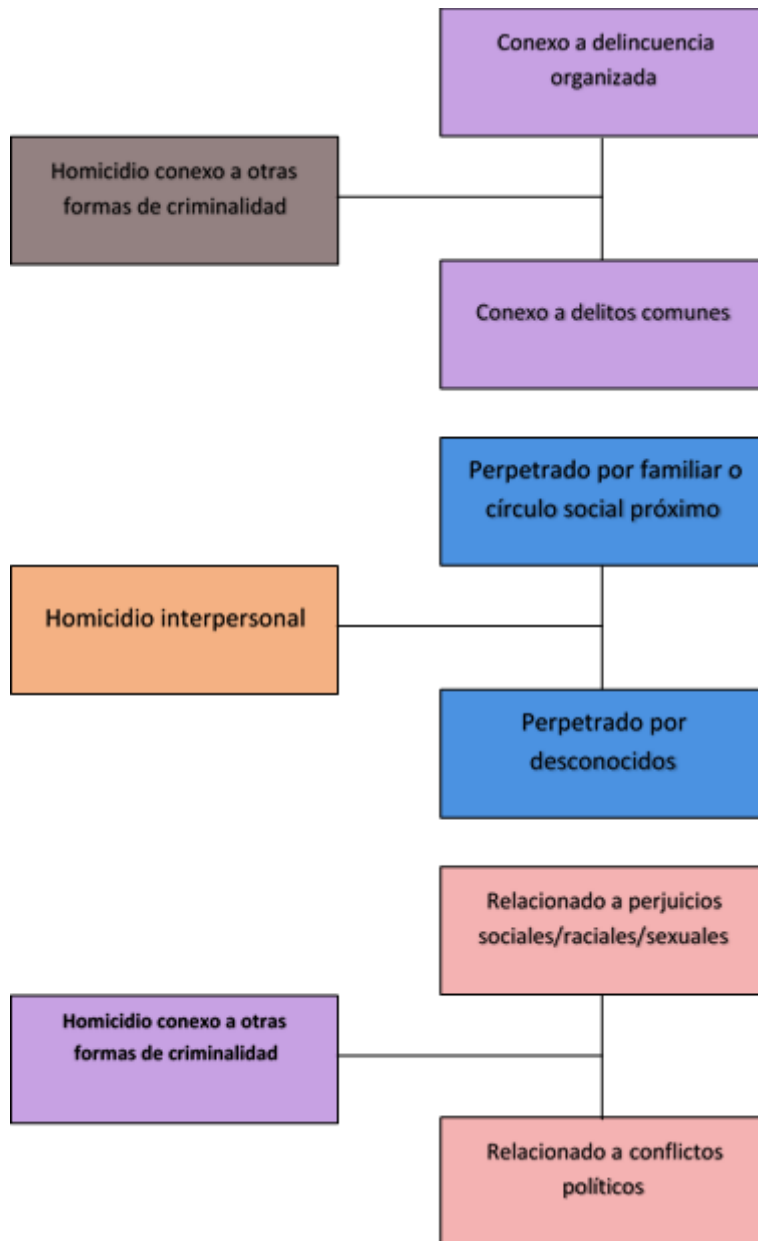 Conexo a delincuencia
organizada
Homicidio conexo a otras
formas de criminalidad
Conexo a delitos comunes
Perpetrado por familiar o
círculo social próximo
Homicidio interpersonal
Perpetrado por
desconocidos
Relacionado a perjuicios
sociales/raciales/sexuales
Homicidio conexo a otras
formas de criminalidad
Relacionado a conflictos
políticos